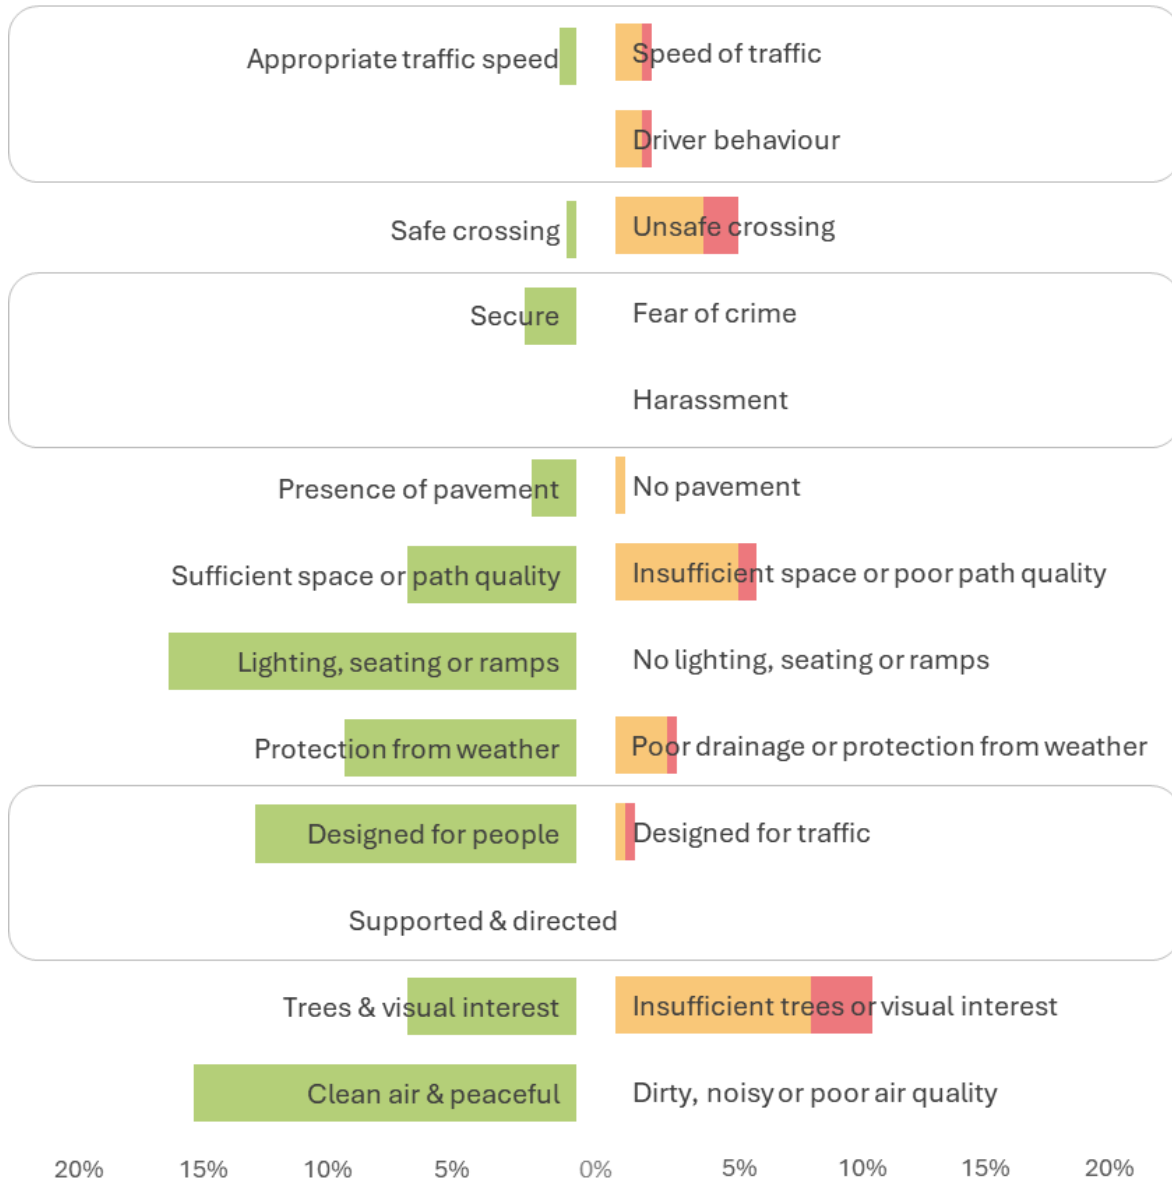 Appropriate traffic speed
Speed of traffic
Driver behaviour
Safe crossing
Unsafe crossing
Secure
Fear of crime
Harassment
Presence of pavement
No pavement
Sufficient space or path quality
Insufficient space or poor path quality
Lighting, seating or ramps
No lighting, seating or ramps
Protection from weather
Poor drainage or protection from weather
Designed for people
Designed for traffic
Supported & directed
Trees & visual interest
Insufficient trees or visual interest
Clean air & peaceful
Dirty, noisy or poor air quality
20% 15% 10% 5% 0% 5% 10% 15% 20%